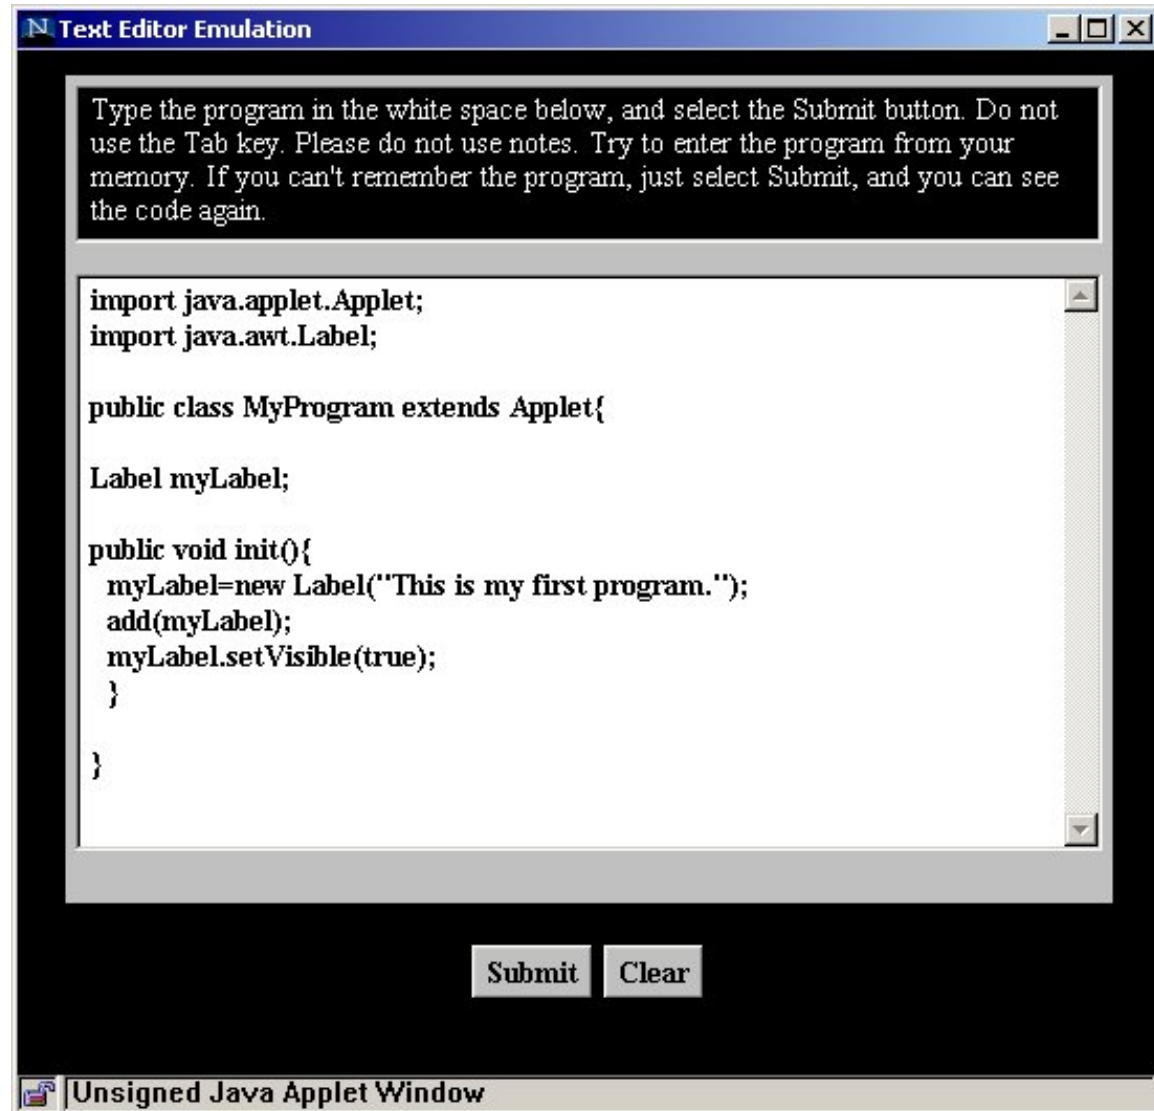 N Text Editor Emulation
Type the program in the white space below, and select the Submit button. Do not
use the Tab key. Please do not use notes. Try to enter the program from your
memory. If you can't remember the program, just select Submit, and you can see
the code again.
import java.applet.Applet;
import java.awt.Label;
public class MyProgram extends Applet{
Label myLabel;
public void init(){
myLabel=new Label("This is my first program.");
add(myLabel);
myLabel.setVisible(true);
}
}
Submit Clear
Unsigned Java Applet Window